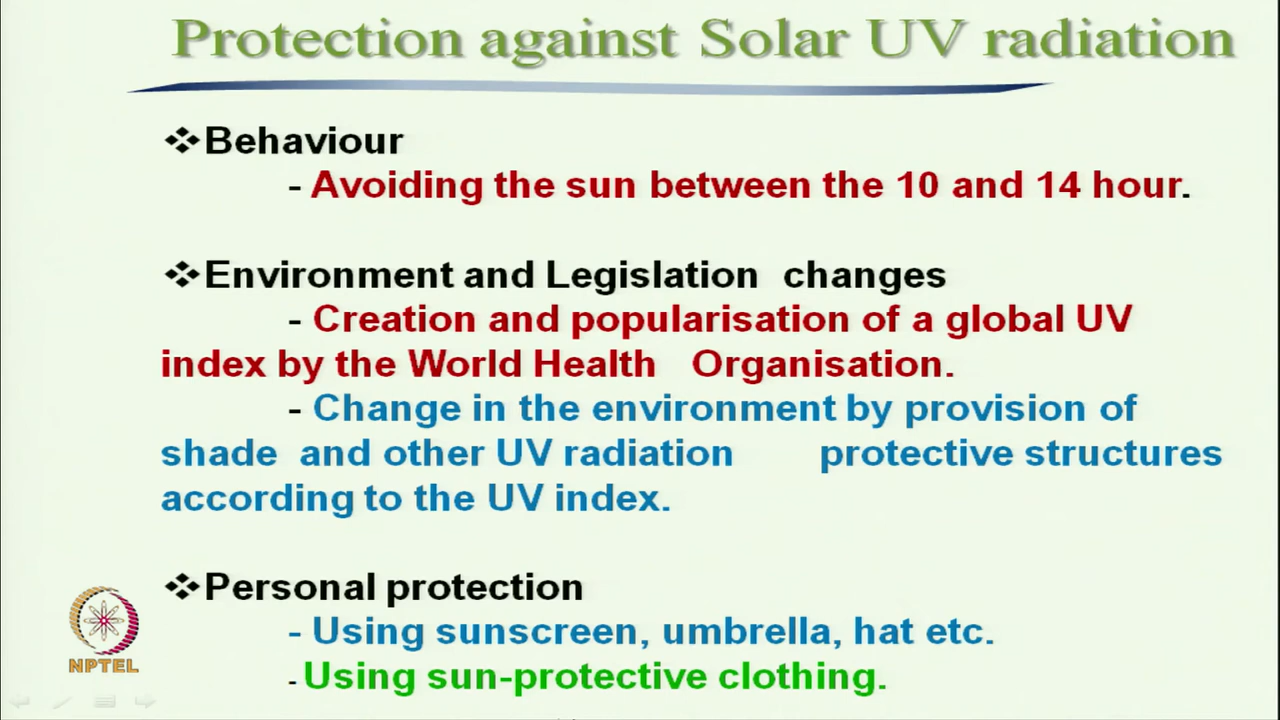 Protection against Solar UV radiation
❖Behaviour
- Avoiding the sun between the 10 and 14 hour.
❖Environment and Legislation changes
- Creation and popularisation of a global UV
index by the World Health Organisation.
- Change in the environment by provision of
shade and other UV radiation protective structures
according to the UV index.
❖Personal protection
- Using sunscreen, umbrella, hat etc.
- Using sun-protective clothing.
NPTEL